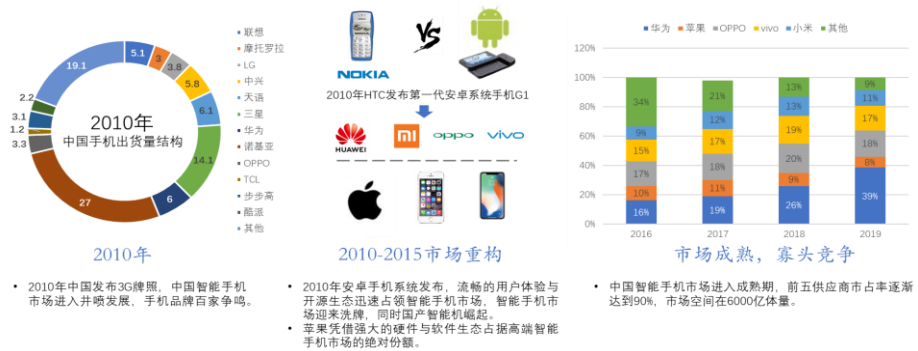 联想
摩托罗拉
LG
中兴
天语
三星
华为
诺基亚
OPPO
TCL
步步高
酷派
其他
5.1
3
3.8
5.8
6.1
14.1
6
27
3.3
1.2
3.1
2.2
19.1
2010年
中国手机出货量结构
2010年
2010年中国发布3G牌照，中国智能手机
市场进入井喷发展，手机品牌百家争鸣。
VS
NOKIA
2010年HTC发布第一代安卓系统手机G1
HUAWEI
mi
oppo
vivo
2010-2015市场重构
2010年安卓手机系统发布，流畅的用户体验与
开源生态迅速占领智能手机市场，智能手机市
场迎来洗牌，同时国产智能机崛起。
苹果凭借强大的硬件与软件生态占据高端智能
手机市场的绝对份额。
华为 苹果 OPPO vivo 小米 其他
120%
100%
80%
60%
40%
20%
0%
34%
9%
15%
17%
10%
16%
21%
12%
17%
18%
11%
19%
13%
13%
19%
20%
9%
26%
9%
11%
17%
18%
8%
39%
2016 2017 2018 2019
市场成熟，寡头竞争
中国智能手机市场进入成熟期，前五供应商市占率逐渐
达到90%，市场空间在6000亿体量。